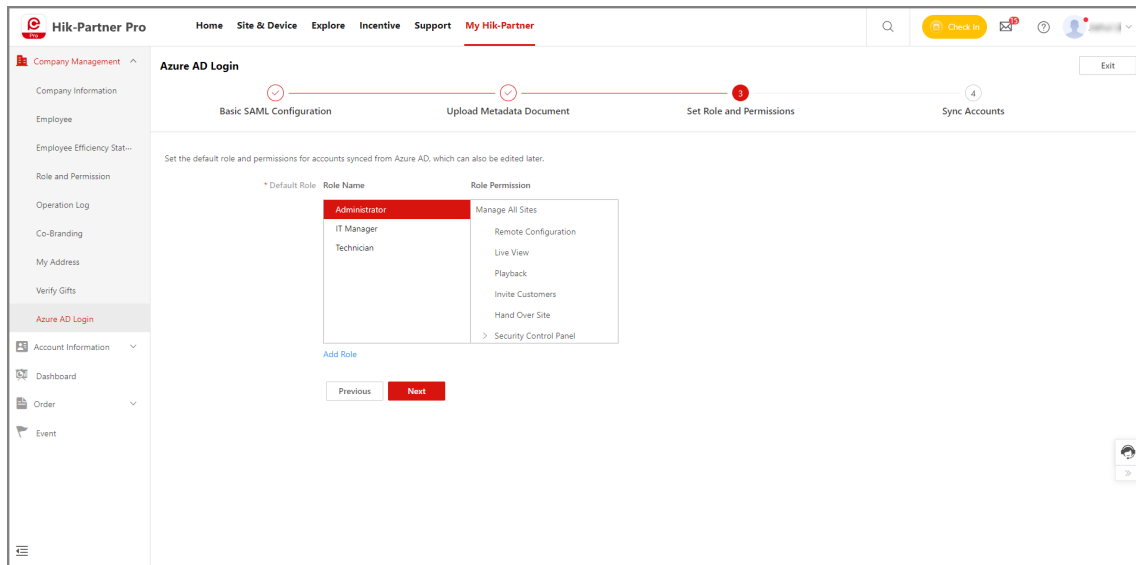 Hik-Partner Pro
Pro
Home Site & Device Explore Incentive Support My Hik-Partner
Check In
15
Company Management
Company Information
Employee
Employee Efficiency Stat...
Role and Permission
Operation Log
Co-Branding
My Address
Verify Gifts
Azure AD Login
Account Information
Dashboard
Order
Event
Azure AD Login
Exit
3
4
Basic SAML Configuration
Upload Metadata Document
Set Role and Permissions
Sync Accounts
Set the default role and permissions for accounts synced from Azure AD, which can also be edited later.
* Default Role
Role Name
Role Permission
Administrator
IT Manager
Technician
Manage All Sites
Remote Configuration
Live View
Playback
Invite Customers
Hand Over Site
Security Control Panel
Add Role
Previous
Next